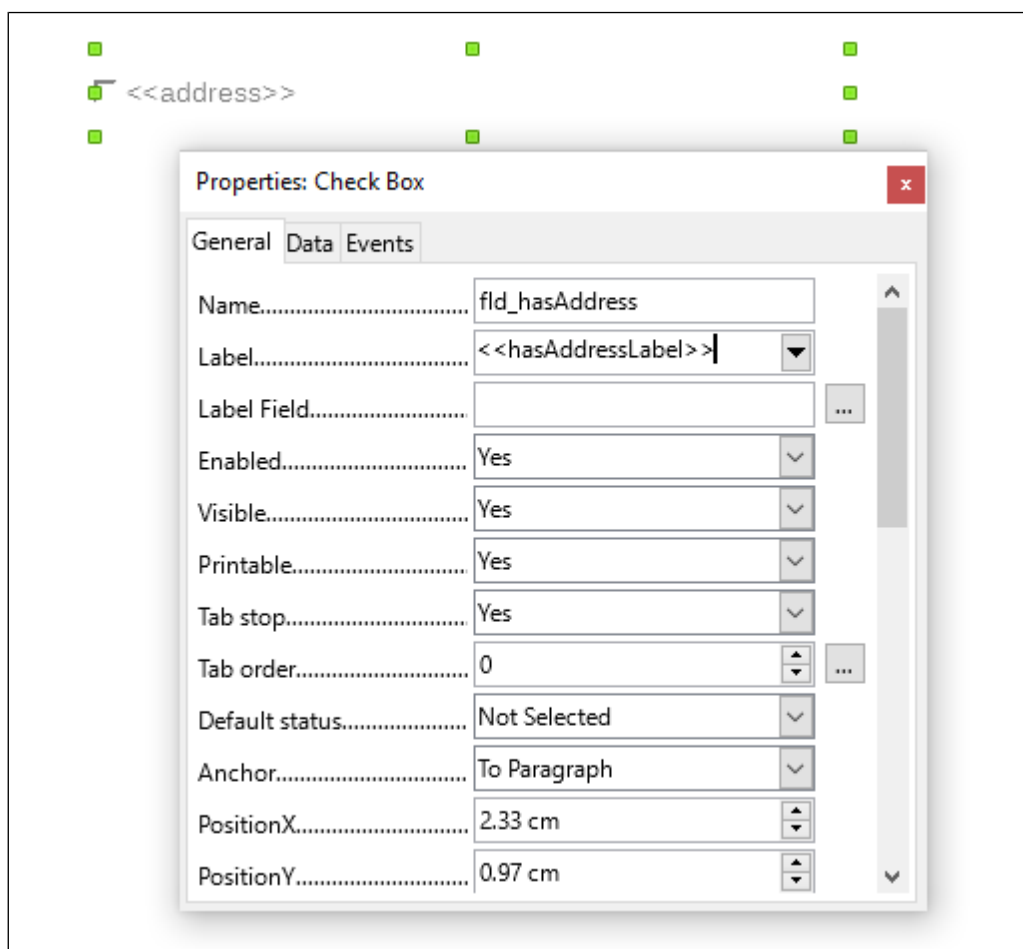 <<address>>
Properties: Check Box x
General Data Events
Name.................................. fld_hasAddress
Label................................... <<hasAddressLabel>>
Label Field.......................... ...
Enabled.............................. Yes
Visible................................. Yes
Printable............................. Yes
Tab stop.............................. Yes
Tab order............................ 0 ...
Default status..................... Not Selected
Anchor............................... To Paragraph
PositionX............................ 2.33 cm
PositionY............................ 0.97 cm